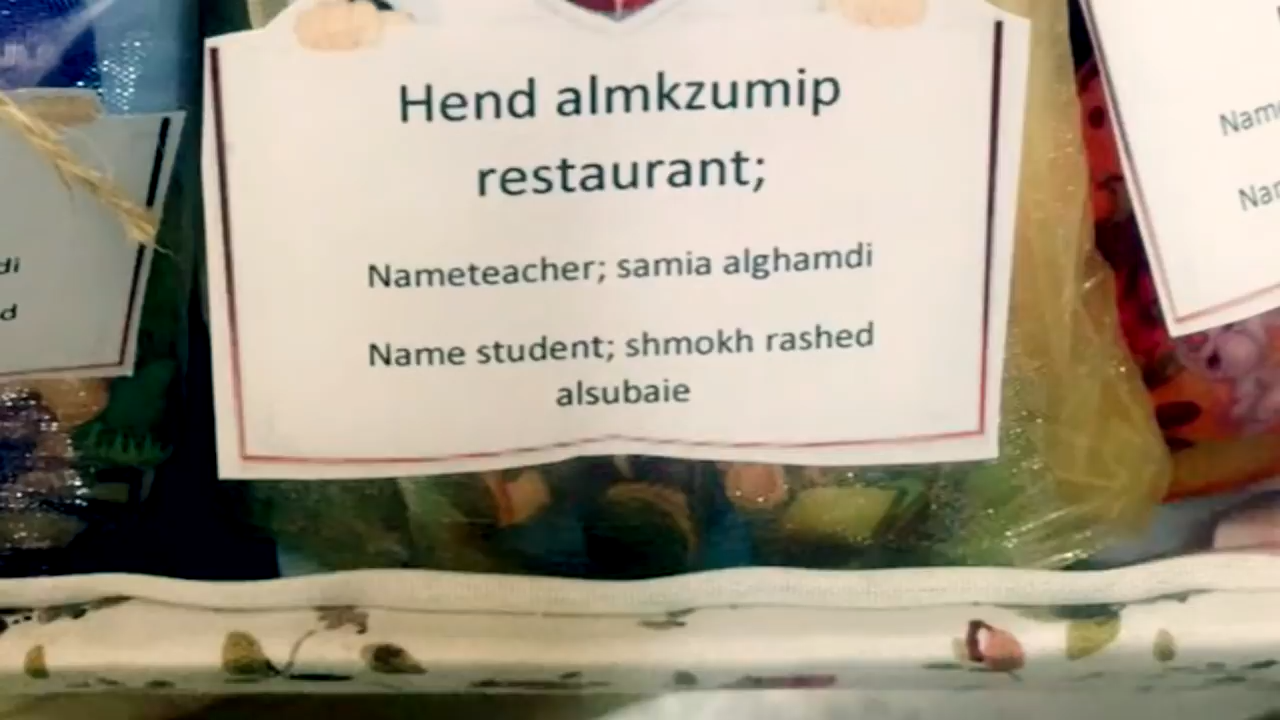 Hend almkzumip
restaurant;
Nameteacher; samia alghamdi
Name student; shmokh rashed
alsubaie